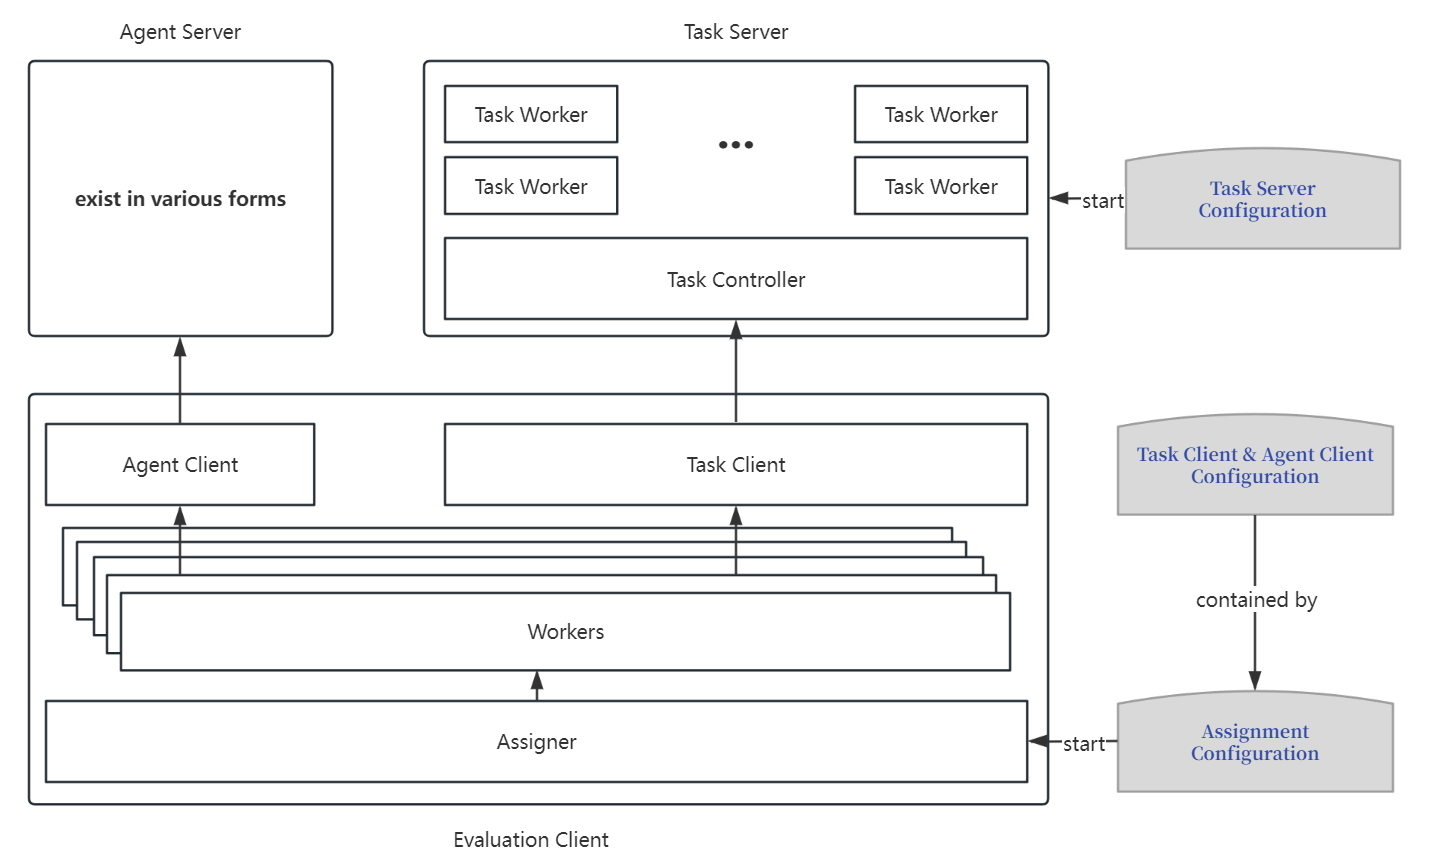 Agent Server
Task Server
Task Worker
Task Worker
exist in various forms
Task Worker
Task Worker
start
Task Server
Configuration
Task Controller
Agent Client
Task Client
Task Client & Agent Client
Configuration
contained by
Workers
Assigner
start
Assignment
Configuration
Evaluation Client